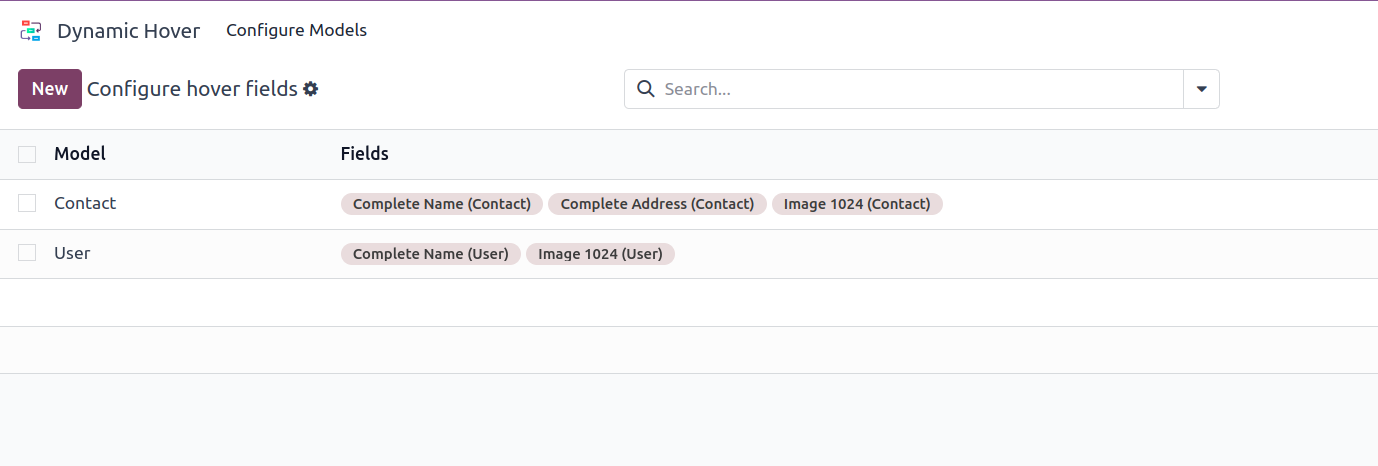 Dynamic Hover Configure Models
New Configure hover fields Search...
Model Fields
Contact Complete Name (Contact) Complete Address (Contact) Image 1024 (Contact)
User Complete Name (User) Image 1024 (User)